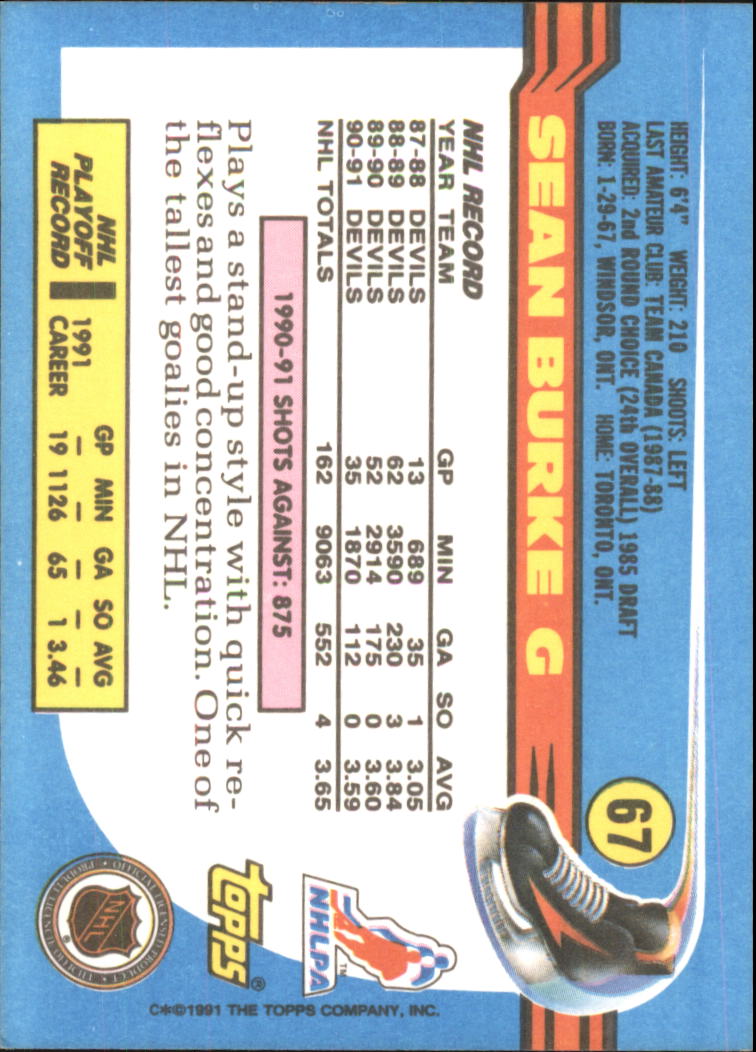 HEIGHT: 6'4" WEIGHT: 210 SHOOTS: LEFT
LAST AMATEUR CLUB: TEAM CANADA (1987-88)
ACQUIRED: 2nd ROUND CHOICE (24th OVERALL) 1985 DRAFT
BORN: 1-29-67, WINDSOR, ONT. HOME: TORONTO, ONT.
67
SEAN BURKE G
NHL RECORD
YEAR TEAM GP MIN GA SO AVG
87-88 DEVILS 13 689 35 1 3.05
88-89 DEVILS 62 3590 230 3 3.84
89-90 DEVILS 52 2914 175 0 3.60
90-91 DEVILS 35 1870 112 0 3.59
NHL TOTALS 162 9063 552 4 3.65
1990-91 SHOTS AGAINST: 875
Plays a stand-up style with quick re-
flexes and good concentration. One of
the tallest goalies in NHL.
NHL PLAYOFF RECORD
GP MIN GA SO AVG
1991 — — — — —
CAREER 19 1126 65 1 3.46
NHLPA™
TOPPS®
OFFICIAL LICENSED PRODUCT
NHL
®
C*©1991 THE TOPPS COMPANY, INC.